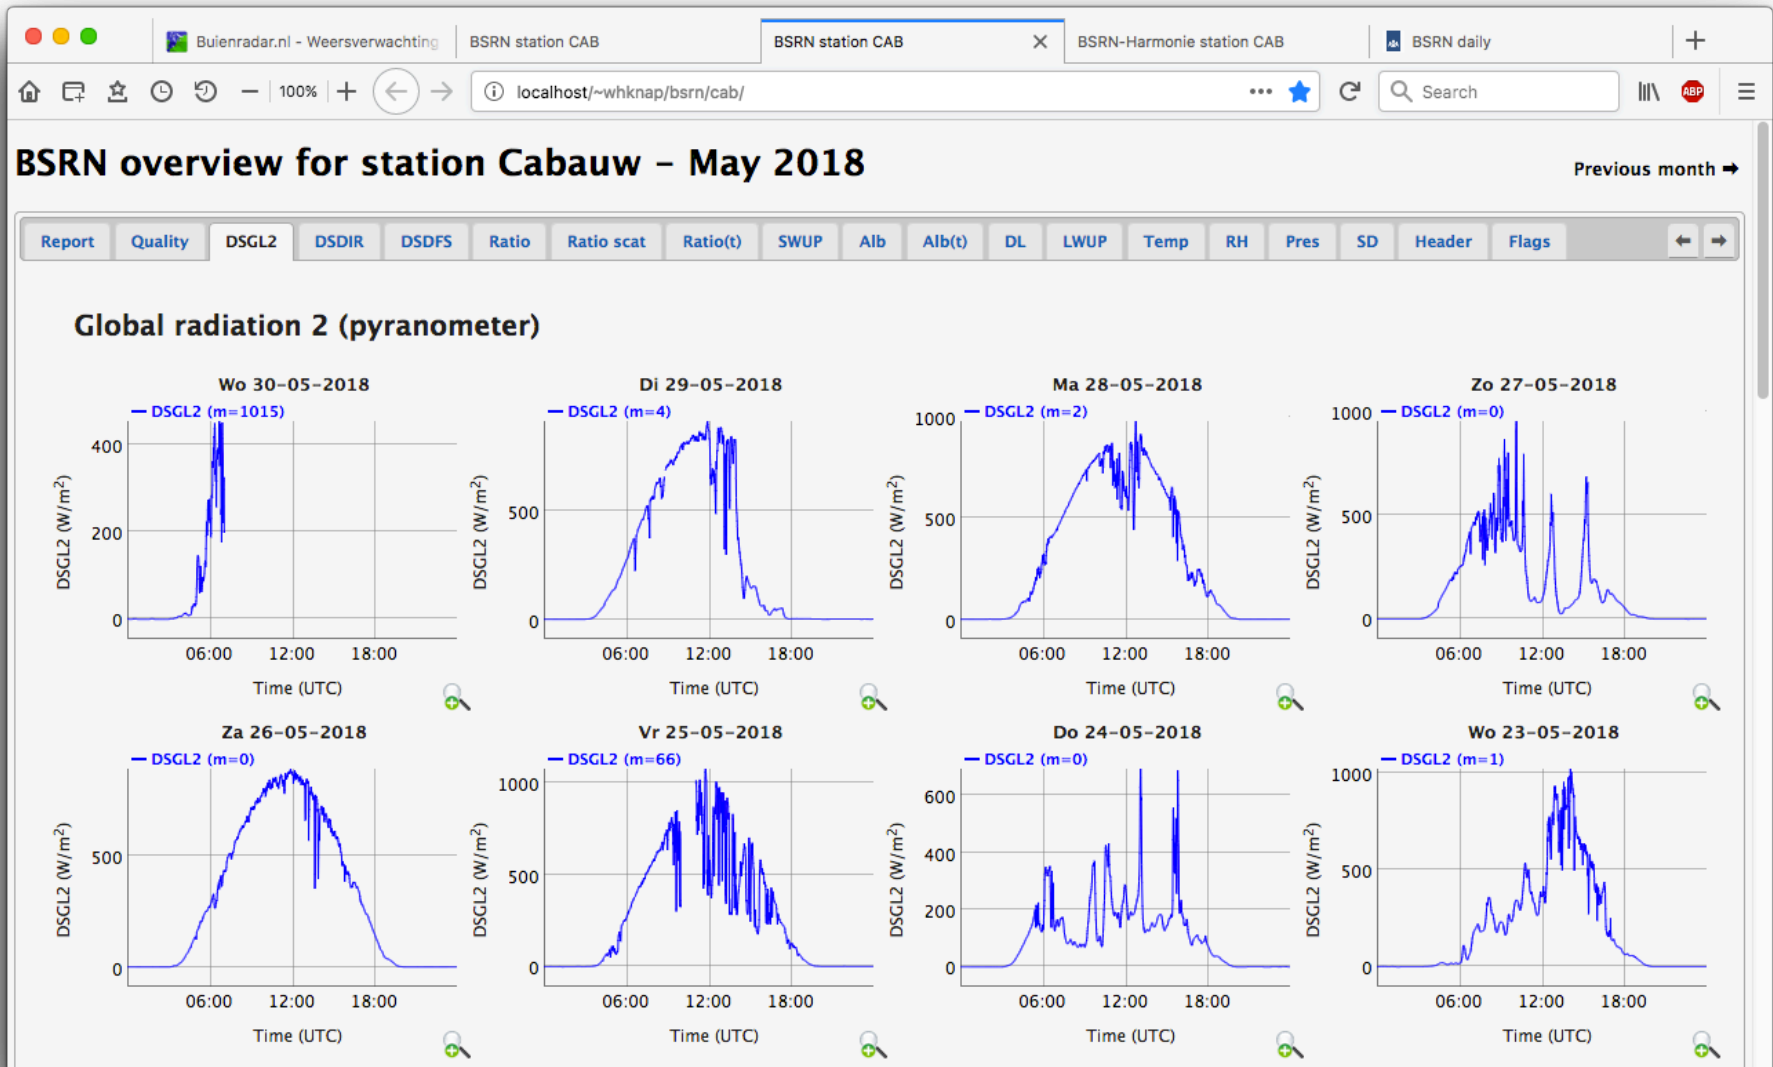 Buienradar.nl - Weersverwachting BSRN station CAB BSRN station CAB BSRN-Harmonie station CAB BSRN daily
100% localhost/~whknap/bsrn/cab/ Search ABP
BSRN overview for station Cabauw – May 2018
Previous month
Report Quality DSGL2 DSDIR DSDFS Ratio Ratio scat Ratio(t) SWUP Alb Alb(t) DL LWUP Temp RH Pres SD Header Flags
Global radiation 2 (pyranometer)
Wo 30-05-2018
DSGL2 (m=1015)
DSGL2 (W/m²)
400
200
0
06:00 12:00 18:00
Time (UTC)
Di 29-05-2018
DSGL2 (m=4)
DSGL2 (W/m²)
500
0
06:00 12:00 18:00
Time (UTC)
Ma 28-05-2018
DSGL2 (m=2)
DSGL2 (W/m²)
1000
500
0
06:00 12:00 18:00
Time (UTC)
Zo 27-05-2018
DSGL2 (m=0)
DSGL2 (W/m²)
1000
500
0
06:00 12:00 18:00
Time (UTC)
Za 26-05-2018
DSGL2 (m=0)
DSGL2 (W/m²)
500
0
06:00 12:00 18:00
Time (UTC)
Vr 25-05-2018
DSGL2 (m=66)
DSGL2 (W/m²)
1000
500
0
06:00 12:00 18:00
Time (UTC)
Do 24-05-2018
DSGL2 (m=0)
DSGL2 (W/m²)
600
400
200
0
06:00 12:00 18:00
Time (UTC)
Wo 23-05-2018
DSGL2 (m=1)
DSGL2 (W/m²)
1000
500
0
06:00 12:00 18:00
Time (UTC)